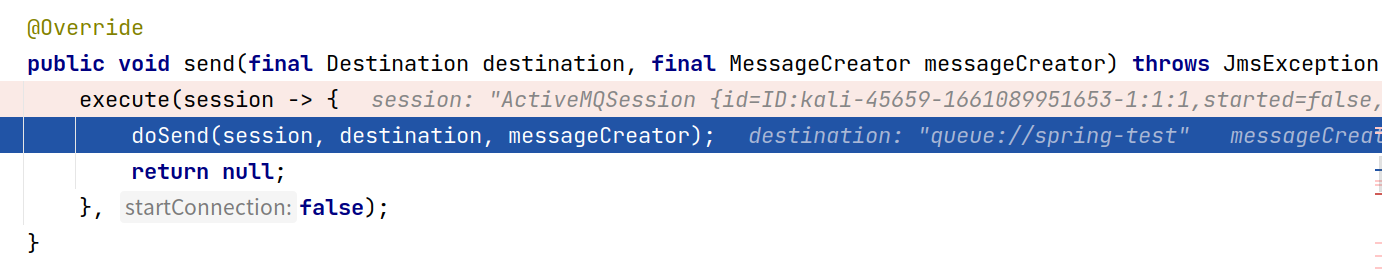 @Override
public void send(final Destination destination, final MessageCreator messageCreator) throws JmsException
execute(session -> { session: "ActiveMQSession {id=ID:kali-45659-1661089951653-1:1:1,started=false,
doSend(session, destination, messageCreator); destination: "queue://spring-test" messageCreat
return null;
}, startConnection: false);
}